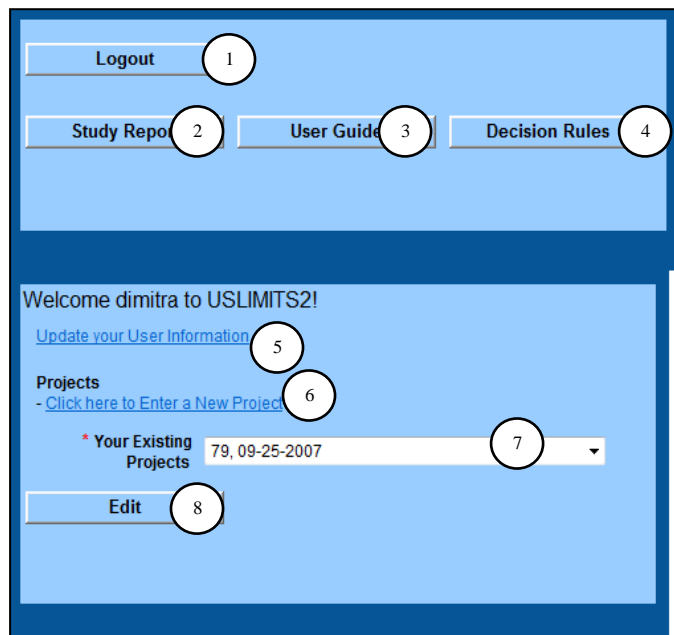 Logout 1
Study Repor 2 User Guide 3 Decision Rules 4
Welcome dimitra to USLIMITS2!
Update your User Information 5
Projects
- Click here to Enter a New Project 6
* Your Existing
Projects
79, 09-25-2007 7
Edit 8